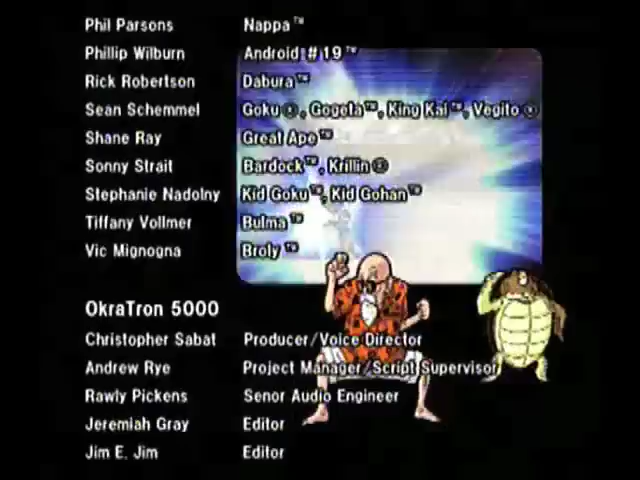 Phil Parsons Nappa™
Phillip Wilburn Android #19™
Rick Robertson Dabura™
Sean Schemmel Goku®, Gogeta™, King Kai™, Vegito®
Shane Ray Great Ape™
Sonny Strait Bardock™, Krillin®
Stephanie Nadolny Kid Goku™, Kid Gohan™
Tiffany Vollmer Bulma™
Vic Mignogna Broly™
OkraTron 5000
Christopher Sabat Producer/Voice Director
Andrew Rye Project Manager/Script Supervisor
Rawly Pickens Senor Audio Engineer
Jeremiah Gray Editor
Jim E. Jim Editor